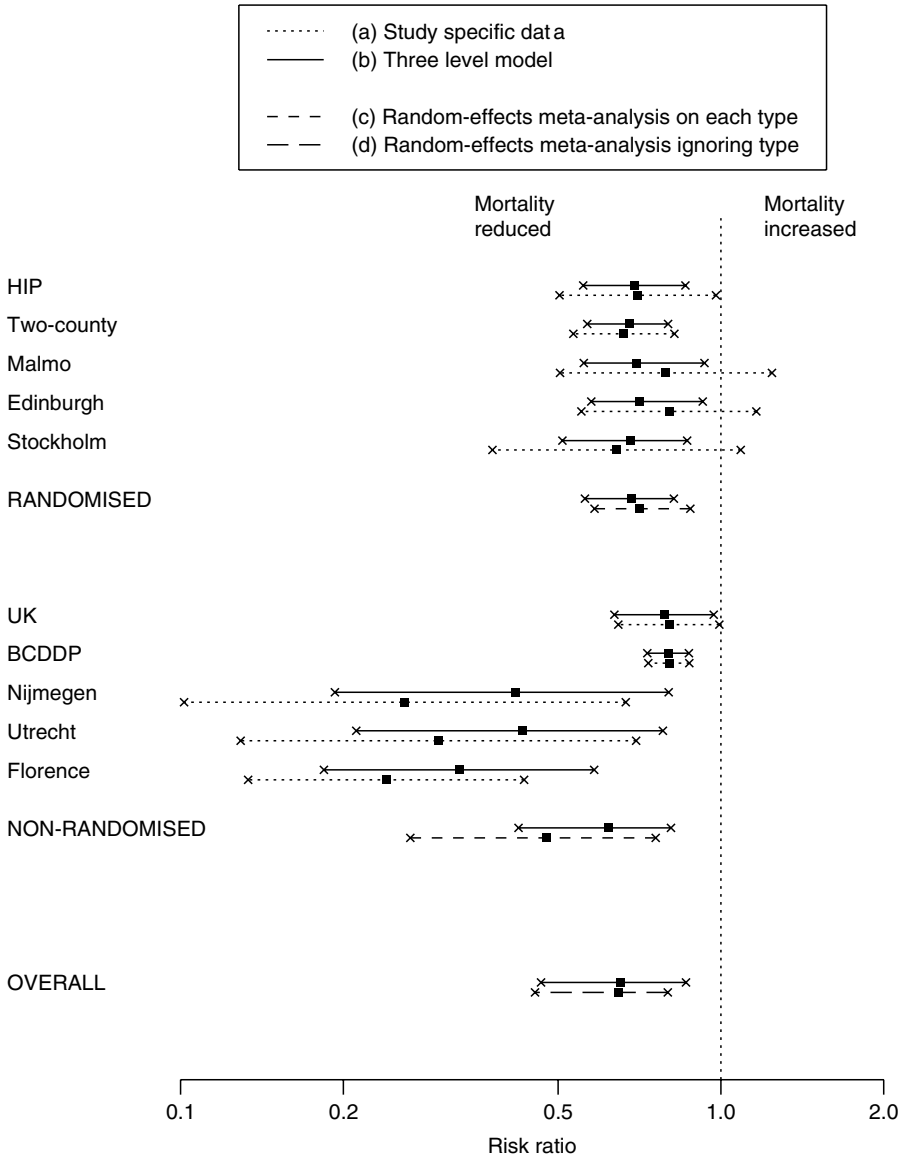 (a) Study specific data
(b) Three level model
(c) Random-effects meta-analysis on each type
(d) Random-effects meta-analysis ignoring type
Mortality
reduced
Mortality
increased
HIP
Two-county
Malmo
Edinburgh
Stockholm
RANDOMISED
UK
BCDDP
Nijmegen
Utrecht
Florence
NON-RANDOMISED
OVERALL
0.1 0.2 0.5 1.0 2.0
Risk ratio